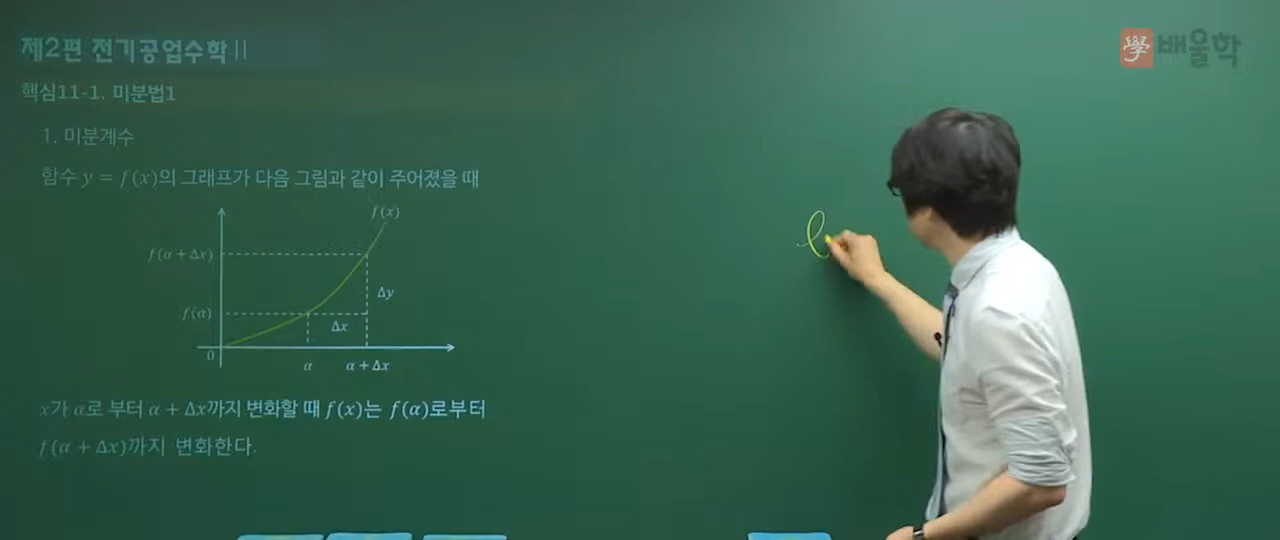 제2편 전기공업수학 II
學 배울학
핵심11-1. 미분법1
1. 미분계수
함수 y = f(x)의 그래프가 다음 그림과 같이 주어졌을 때
f(x)
f(α + Δx)
Δy
f(α)
Δx
0
α
α + Δx
x가 α로 부터 α + Δx까지 변화할 때 f(x)는 f(α)로부터
f(α + Δx)까지 변화한다.